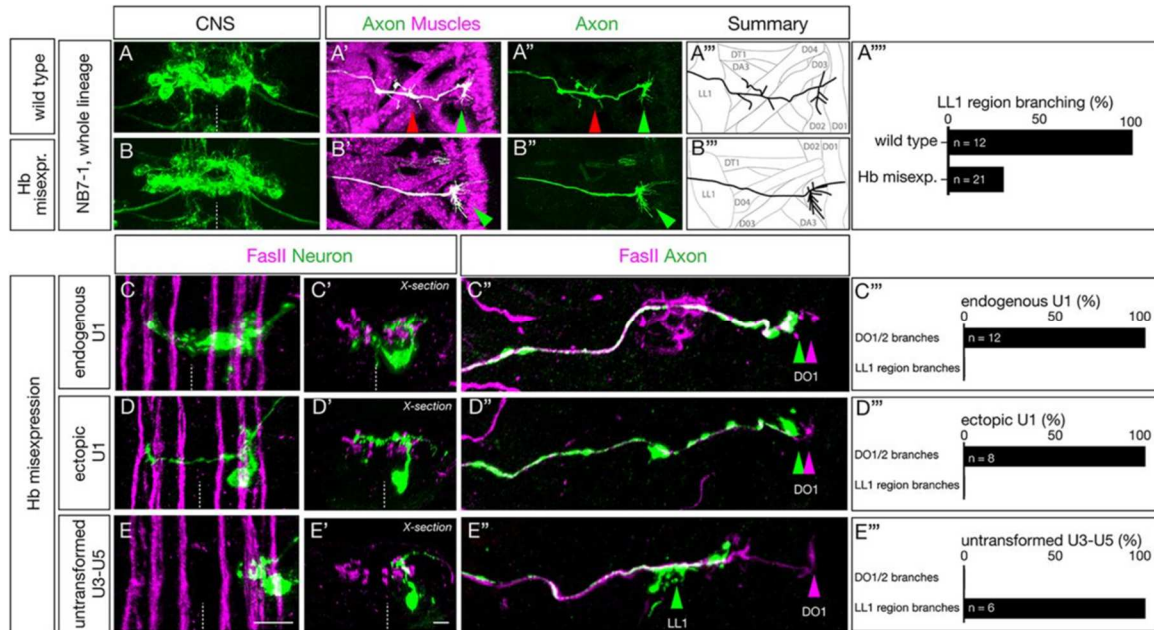 CNS
Axon Muscles
Axon
Summary
wild type
NB7-1, whole lineage
A
A'
A''
A'''
DT1
DA3
D04
D03
LL1
D02
D01
A''''
LL1 region branching (%)
0 50 100
wild type
n = 12
Hb misexp.
n = 21
Hb
misexpr.
B
B'
B''
B'''
D02
D01
DT1
LL1
D04
D03
DA3
FasII Neuron
FasII Axon
Hb misexpression
endogenous
U1
C
C'
X-section
C''
DO1
C'''
endogenous U1 (%)
0 50 100
DO1/2 branches
n = 12
LL1 region branches
ectopic
U1
D
D'
X-section
D''
DO1
D'''
ectopic U1 (%)
0 50 100
DO1/2 branches
n = 8
LL1 region branches
untransformed
U3-U5
E
E'
X-section
E''
LL1
DO1
E'''
untransformed U3-U5 (%)
0 50 100
DO1/2 branches
LL1 region branches
n = 6